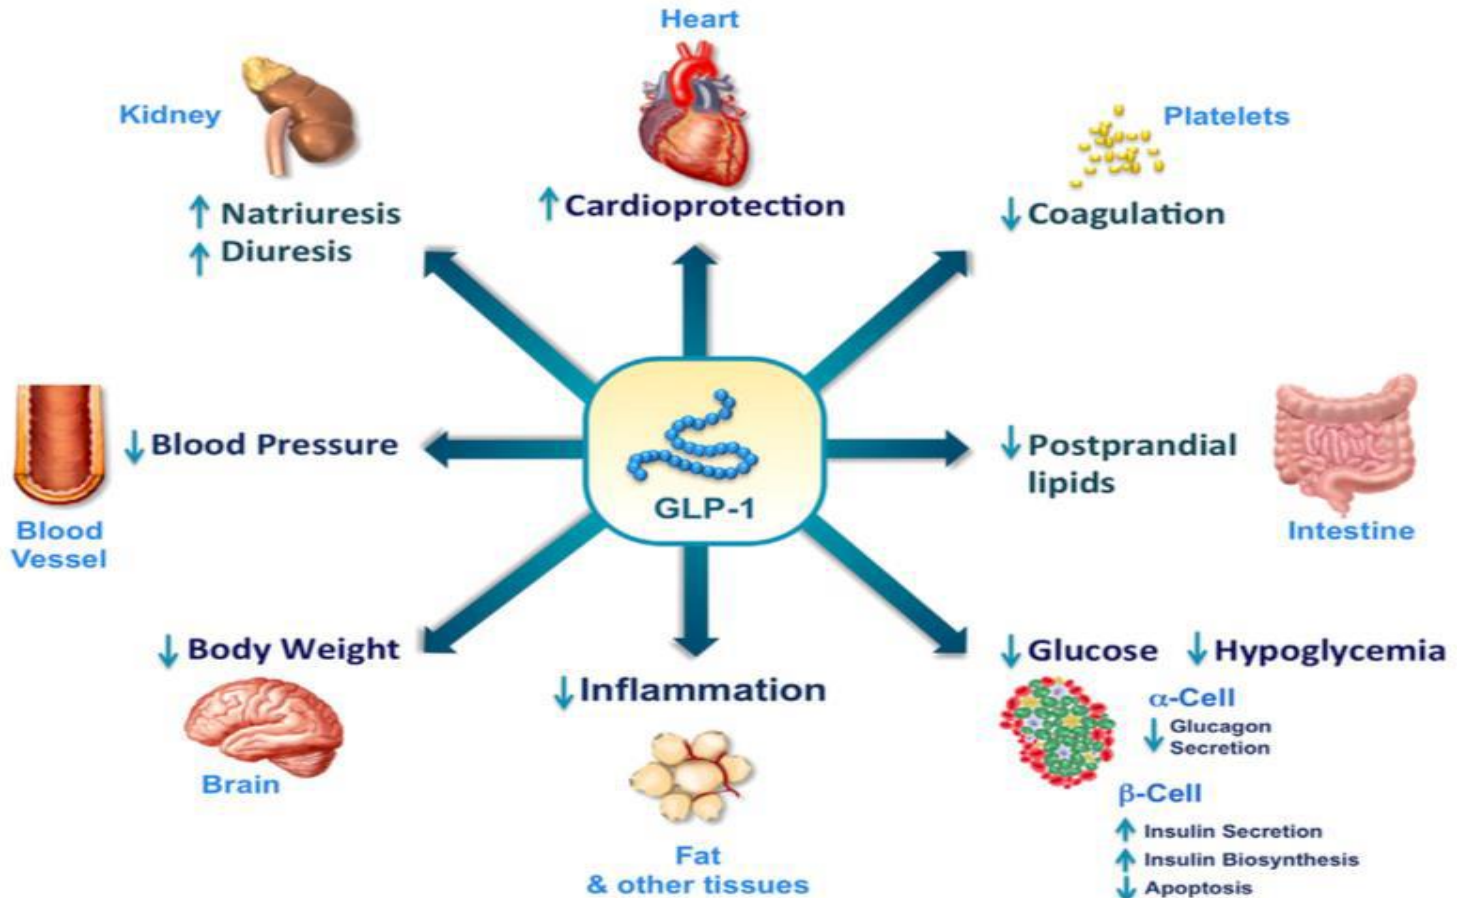 Heart
Kidney
Platelets
↑ Natriuresis
↑ Diuresis
↑ Cardioprotection
↓ Coagulation
↓ Blood Pressure
Blood
Vessel
GLP-1
↓ Postprandial
lipids
Intestine
↓ Body Weight
Brain
↓ Inflammation
Fat
& other tissues
↓ Glucose ↓ Hypoglycemia
α-Cell
↓ Glucagon
Secretion
β-Cell
↑ Insulin Secretion
↑ Insulin Biosynthesis
↓ Apoptosis